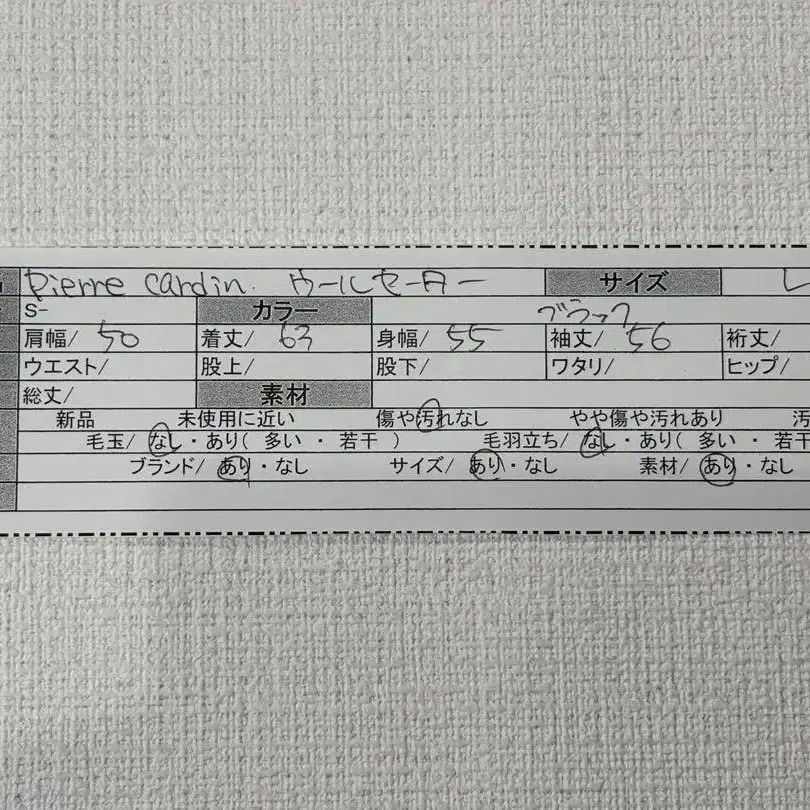 Pierre cardin. ウールセーター サイズ L
S- カラー ブラック
肩幅/ 50 着丈/ 63 身幅/ 55 袖丈/ 56 裄丈/
ウエスト/ 股上/ 股下/ ワタリ/ ヒップ/
総丈/ 素材
新品 未使用に近い 傷や汚れなし やや傷や汚れあり 汚
毛玉/ なし・あり( 多い ・ 若干 ) 毛羽立ち/ なし・あり( 多い ・ 若干
ブランド/ あり・なし サイズ/ あり・なし 素材/ あり・なし